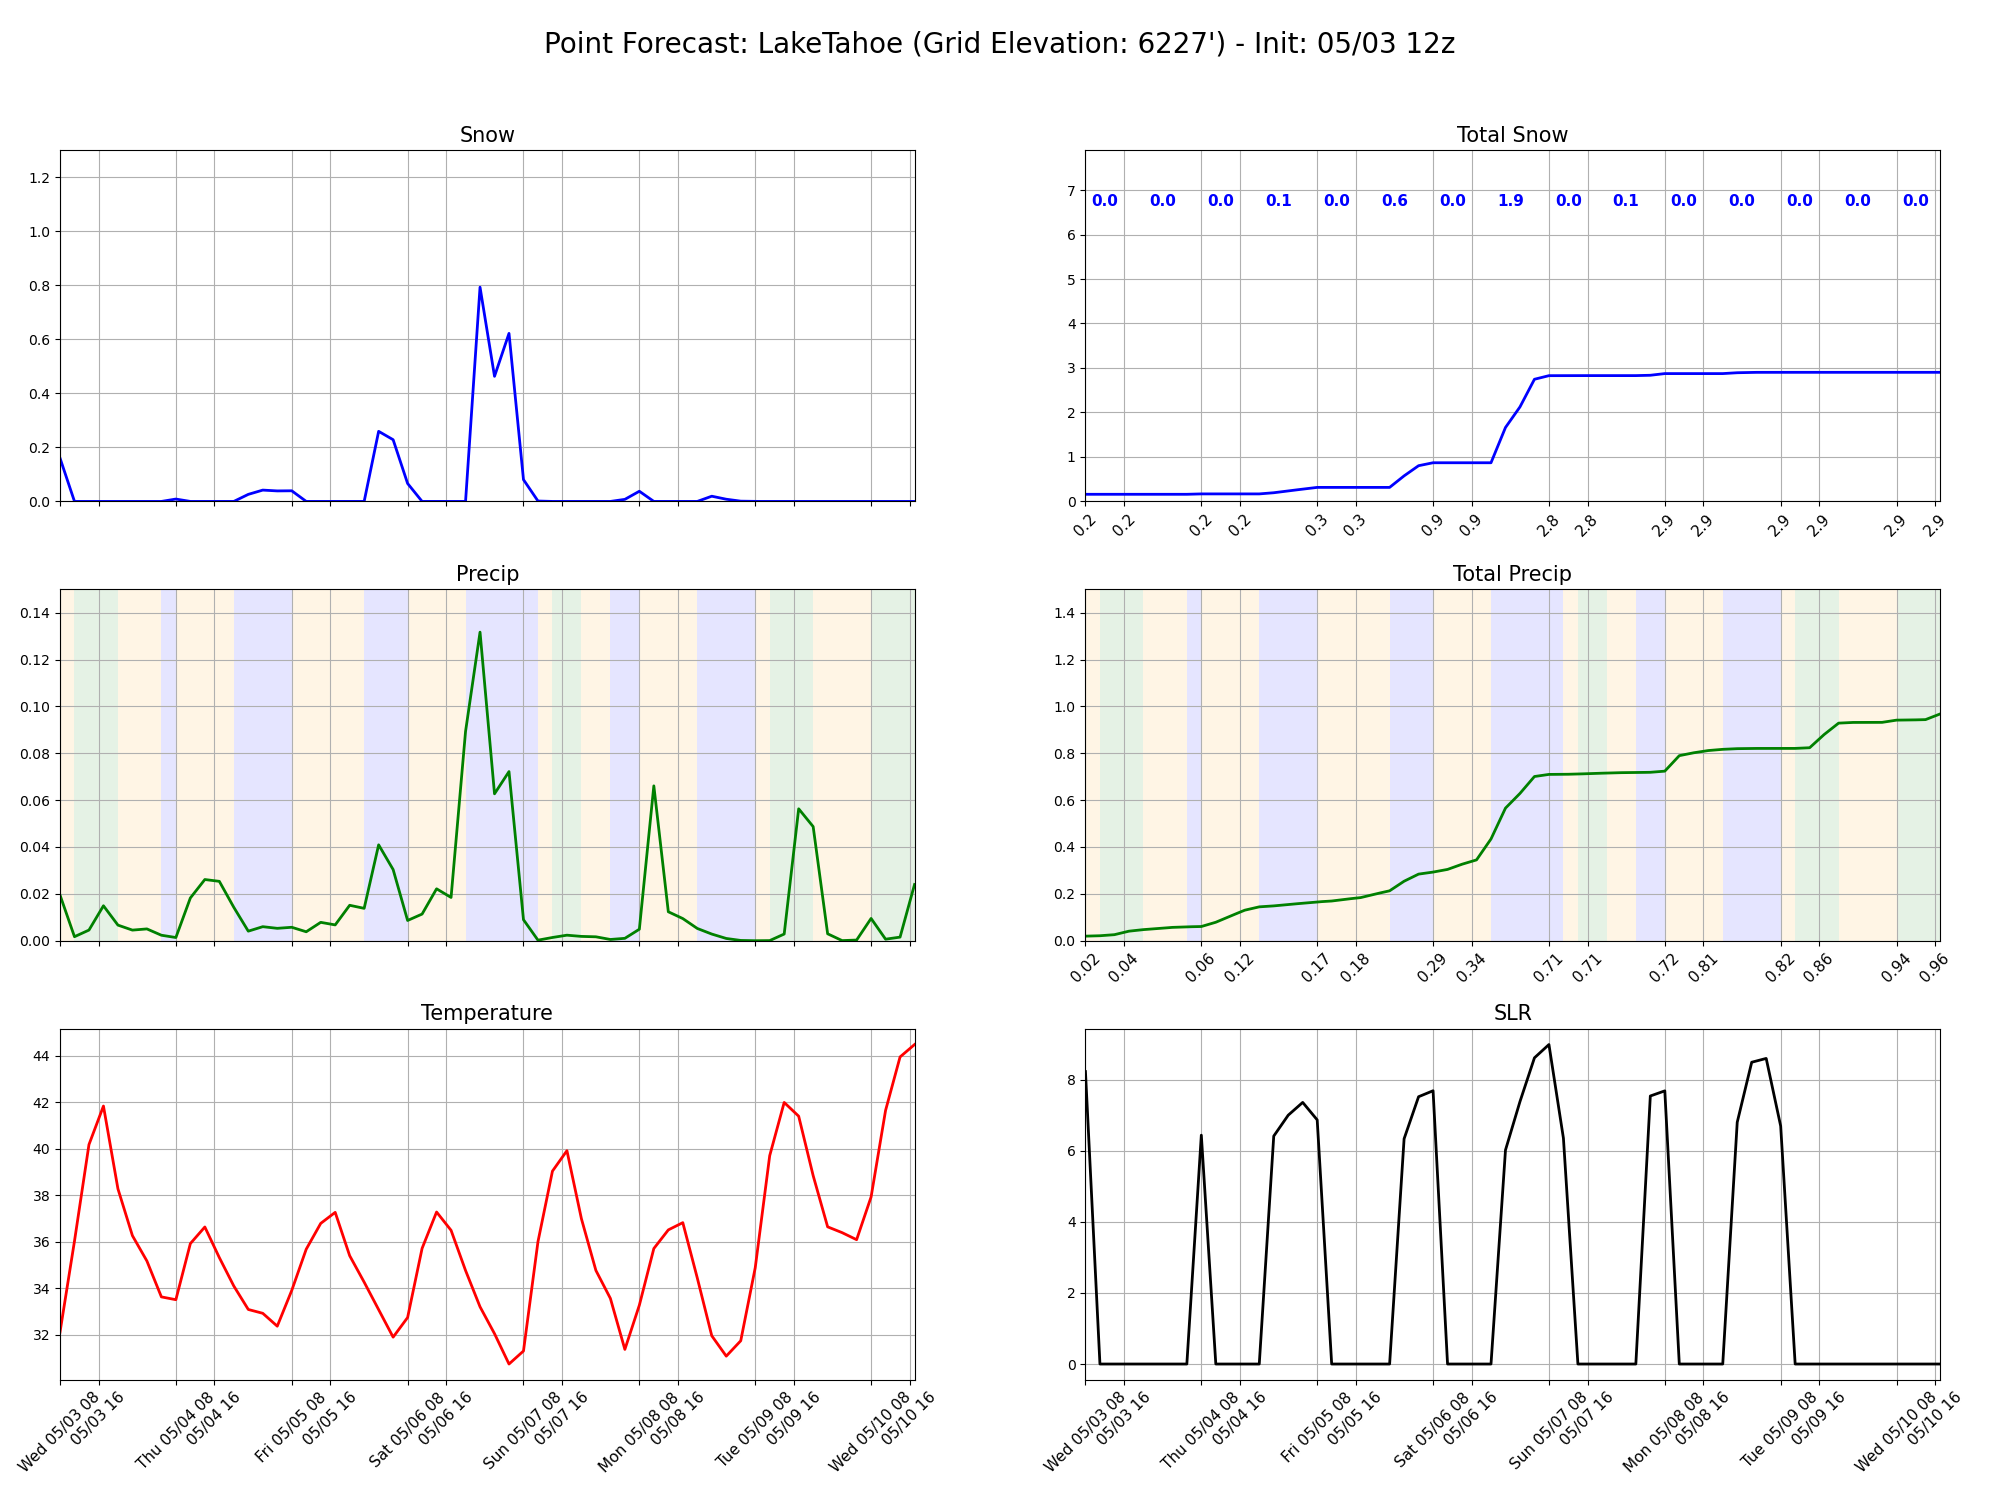 Point Forecast: LakeTahoe (Grid Elevation: 6227') - Init: 05/03 12z
Snow
1.2
1.0
0.8
0.6
0.4
0.2
0.0
Total Snow
7
6
5
4
3
2
1
0
0.0 0.0 0.0 0.1 0.0 0.6 0.0 1.9 0.0 0.1 0.0 0.0 0.0 0.0 0.0
0.2 0.2 0.2 0.2 0.3 0.3 0.9 0.9 2.8 2.8 2.9 2.9 2.9 2.9 2.9 2.9
Precip
0.14
0.12
0.10
0.08
0.06
0.04
0.02
0.00
Total Precip
1.4
1.2
1.0
0.8
0.6
0.4
0.2
0.0
0.02 0.04 0.06 0.12 0.17 0.18 0.29 0.34 0.71 0.71 0.72 0.81 0.82 0.86 0.94 0.96
Temperature
44
42
40
38
36
34
32
Wed 05/03 08
05/03 16
Thu 05/04 08
05/04 16
Fri 05/05 08
05/05 16
Sat 05/06 08
05/06 16
Sun 05/07 08
05/07 16
Mon 05/08 08
05/08 16
Tue 05/09 08
05/09 16
Wed 05/10 08
05/10 16
SLR
8
6
4
2
0
Wed 05/03 08
05/03 16
Thu 05/04 08
05/04 16
Fri 05/05 08
05/05 16
Sat 05/06 08
05/06 16
Sun 05/07 08
05/07 16
Mon 05/08 08
05/08 16
Tue 05/09 08
05/09 16
Wed 05/10 08
05/10 16